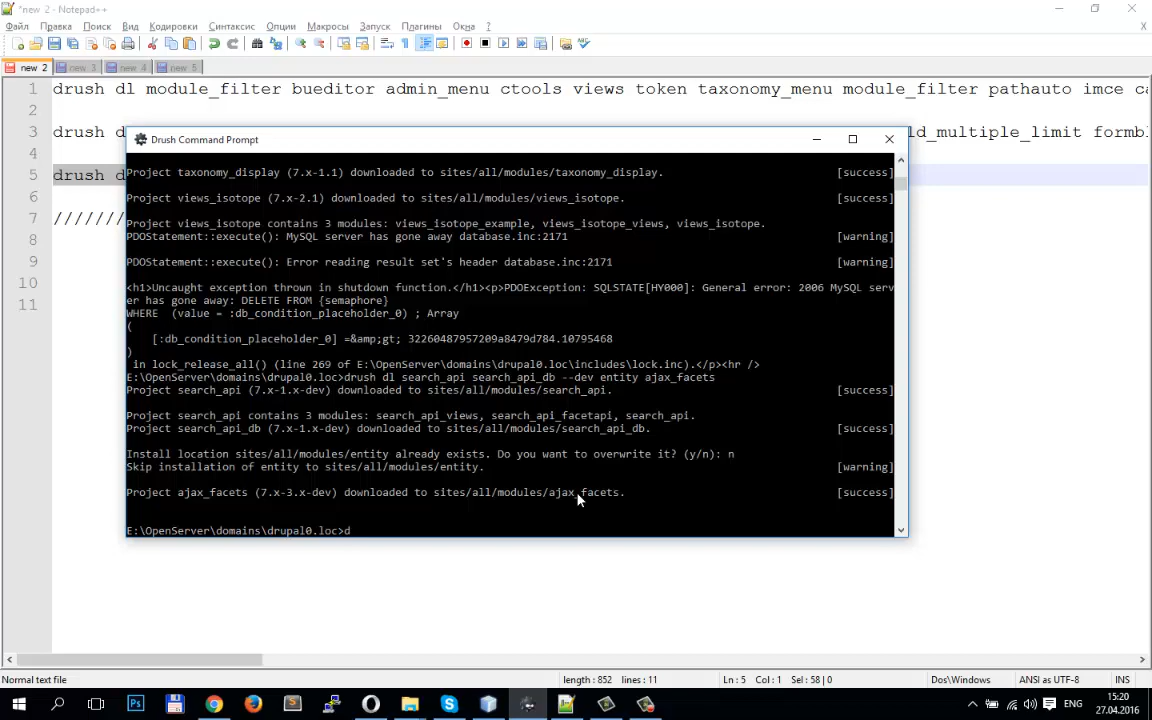 *new 2 - Notepad++
Файл Правка Поиск Вид Кодировки Синтаксис Опции Макросы Запуск Плагины Окна ? X
new 2 new 3 new 4 new 5
1 drush dl module_filter bueditor admin_menu ctools views token taxonomy_menu module_filter pathauto imce ca
2
3 drush d ld_multiple_limit formb
4
5 drush d
6
7 ///////
8
9
10
11
Drush Command Prompt
Project taxonomy_display (7.x-1.1) downloaded to sites/all/modules/taxonomy_display. [success]
Project views_isotope (7.x-2.1) downloaded to sites/all/modules/views_isotope. [success]
Project views_isotope contains 3 modules: views_isotope_example, views_isotope_views, views_isotope.
PDOStatement::execute(): MySQL server has gone away database.inc:2171 [warning]
PDOStatement::execute(): Error reading result set's header database.inc:2171 [warning]
<h1>Uncaught exception thrown in shutdown function.</h1><p>PDOException: SQLSTATE[HY000]: General error: 2006 MySQL serv
er has gone away: DELETE FROM {semaphore}
WHERE (value = :db_condition_placeholder_0) ; Array
(
[:db_condition_placeholder_0] =&amp;gt; 32260487957209a8479d784.10795468
)
in lock_release_all() (line 269 of E:\OpenServer\domains\drupal0.loc\includes\lock.inc).</p><hr />
E:\OpenServer\domains\drupal0.loc>drush dl search_api search_api_db --dev entity ajax_facets
Project search_api (7.x-1.x-dev) downloaded to sites/all/modules/search_api. [success]
Project search_api contains 3 modules: search_api_views, search_api_facetapi, search_api.
Project search_api_db (7.x-1.x-dev) downloaded to sites/all/modules/search_api_db. [success]
Install location sites/all/modules/entity already exists. Do you want to overwrite it? (y/n): n
Skip installation of entity to sites/all/modules/entity. [warning]
Project ajax_facets (7.x-3.x-dev) downloaded to sites/all/modules/ajax_facets. [success]
E:\OpenServer\domains\drupal0.loc>d
Normal text file length : 852 lines : 11 Ln : 5 Col : 1 Sel : 58 | 0 Dos\Windows ANSI as UTF-8 INS
ENG
15:20
27.04.2016